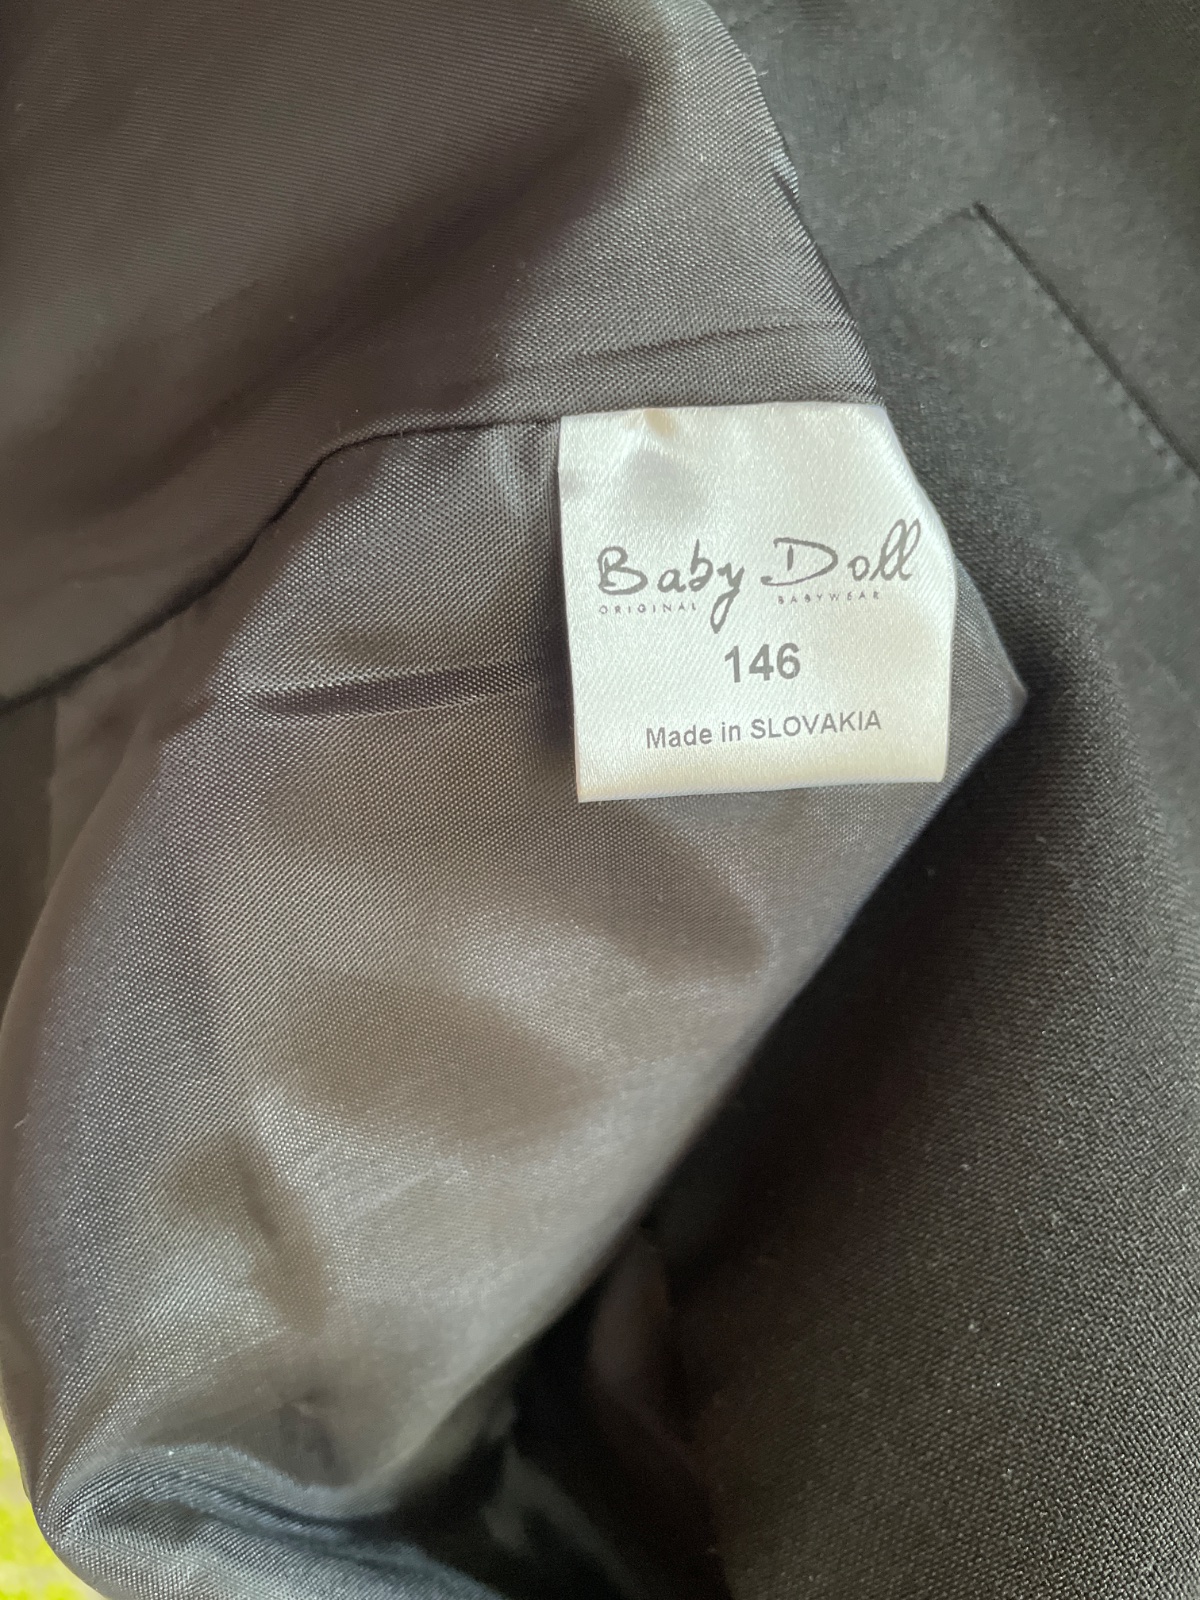 Baby Doll
ORIGINAL BABYWEAR
146
Made in SLOVAKIA